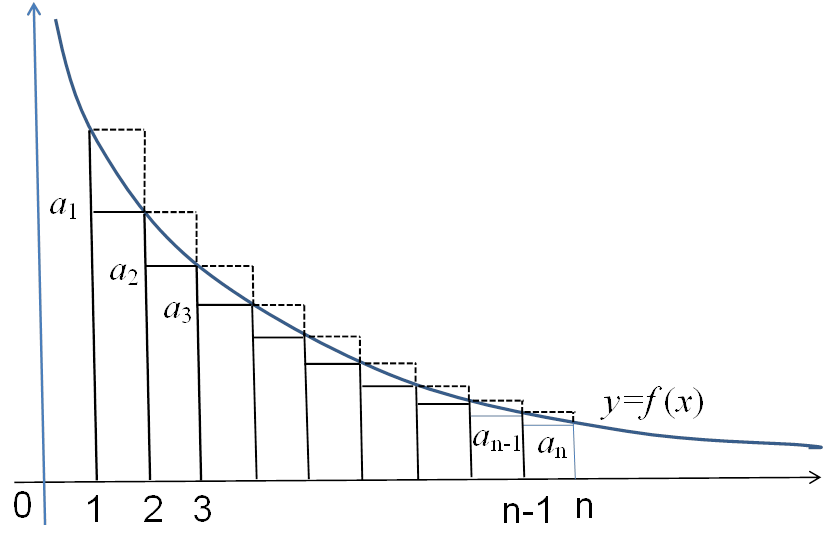 a1
a2
a3
y=f(x)
an-1 an
0 1 2 3 n-1 n